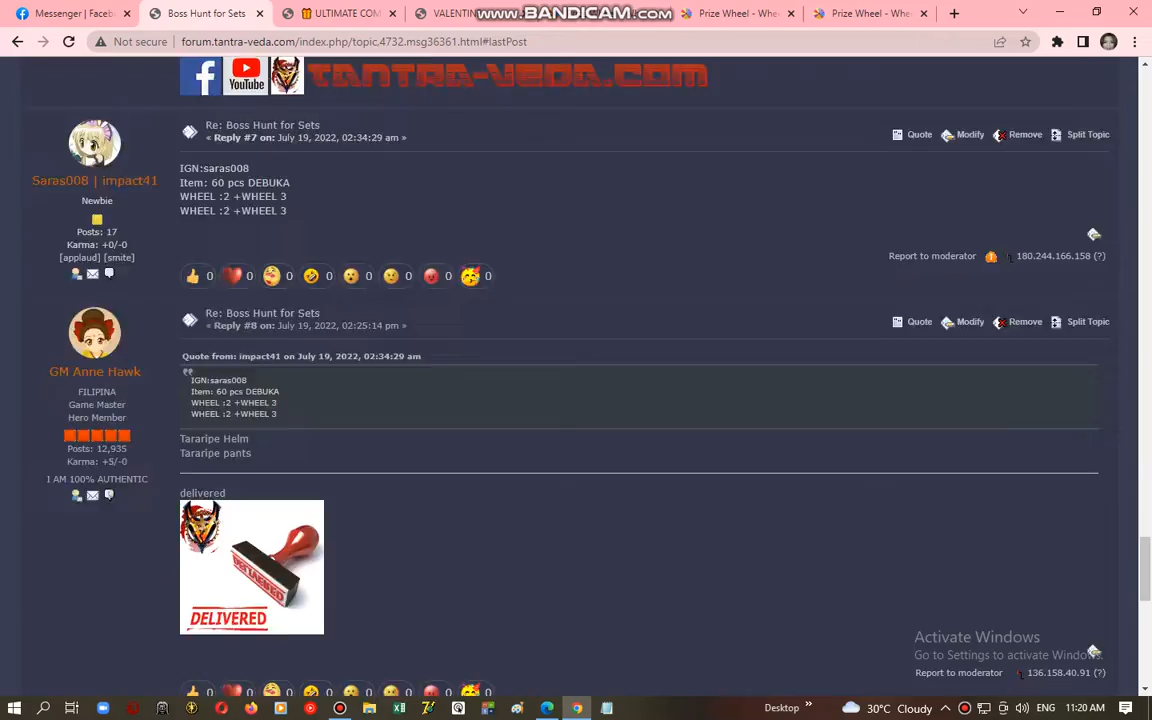 Messenger | Faceb
Boss Hunt for Sets
ULTIMATE COM
VALENTIN
www.BANDICAM.com
Prize Wheel - Whe
Prize Wheel - Whe
Not secure
forum.tantra-veda.com/index.php/topic,4732.msg36361.html#lastPost
YouTube
TANTRA-VEDA.COM
Re: Boss Hunt for Sets
« Reply #7 on: July 19, 2022, 02:34:29 am »
Quote
Modify
Remove
Split Topic
Saras008 | impact41
Newbie
Posts: 17
Karma: +0/-0
[applaud] [smite]
IGN:saras008
Item: 60 pcs DEBUKA
WHEEL :2 +WHEEL 3
WHEEL :2 +WHEEL 3
Report to moderator
180.244.166.158 (?)
0 0 0 0 0 0 0 0
Re: Boss Hunt for Sets
« Reply #8 on: July 19, 2022, 02:25:14 pm »
Quote
Modify
Remove
Split Topic
GM Anne Hawk
FILIPINA
Game Master
Hero Member
Posts: 12,935
Karma: +5/-0
I AM 100% AUTHENTIC
Quote from: impact41 on July 19, 2022, 02:34:29 am
IGN:saras008
Item: 60 pcs DEBUKA
WHEEL :2 +WHEEL 3
WHEEL :2 +WHEEL 3
Tararipe Helm
Tararipe pants
delivered
DELIVERED
DELIVERED
Activate Windows
Go to Settings to activate Windows.
Report to moderator
136.158.40.91 (?)
0 0 0 0 0 0 0 0
Desktop
30°C Cloudy
11:20 AM